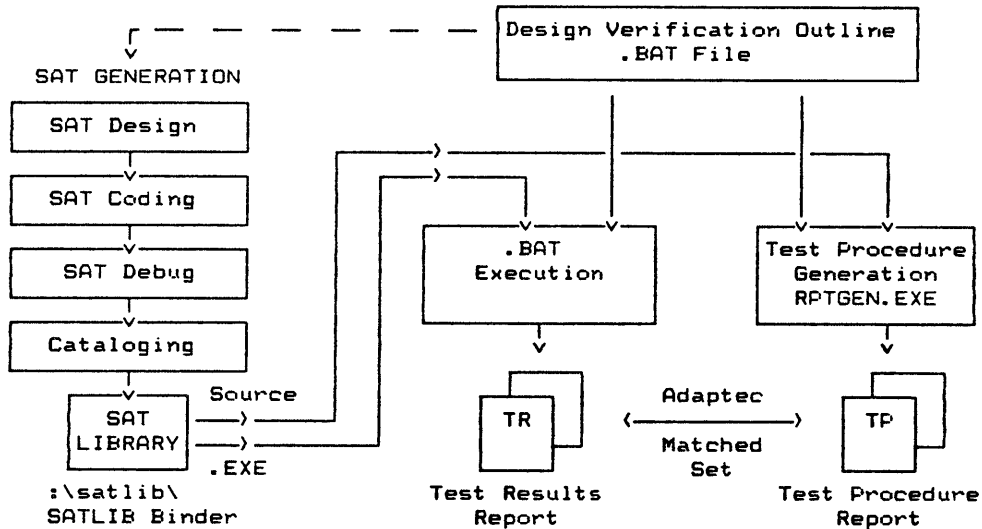 Design Verification Outline
.BAT File
SAT GENERATION
SAT Design
SAT Coding
SAT Debug
Cataloging
SAT
LIBRARY
Source
.EXE
:\satlib\
SATLIB Binder
.BAT
Execution
Test Procedure
Generation
RPTGEN.EXE
TR
Adaptec
Matched
Set
TP
Test Results
Report
Test Procedure
Report